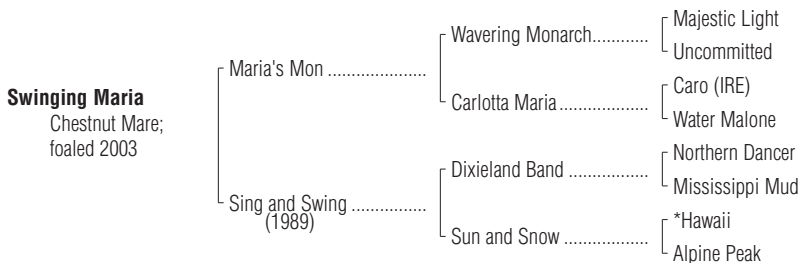 Swinging Maria
Chestnut Mare;
foaled 2003
Maria's Mon .....................
Sing and Swing ................
(1989)
Wavering Monarch............
Carlotta Maria...................
Dixieland Band .................
Sun and Snow ..................
Majestic Light
Uncommitted
Caro (IRE)
Water Malone
Northern Dancer
Mississippi Mud
*Hawaii
Alpine Peak